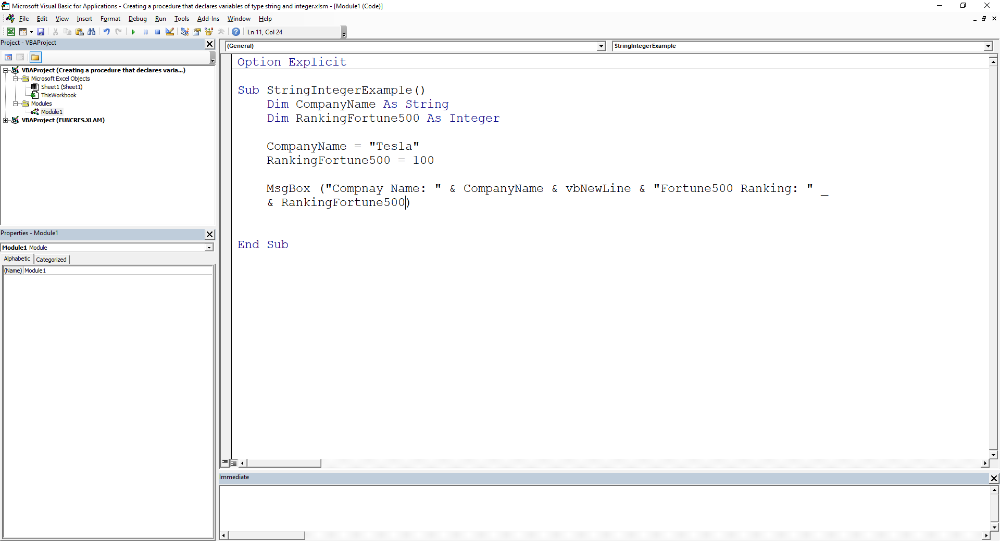 Microsoft Visual Basic for Applications - Creating a procedure that declares variables of type string and integer.xlsm - [Module1 (Code)]
File Edit View Insert Format Debug Run Tools Add-Ins Window Help
Ln 11, Col 24
Project - VBAProject
VBAProject (Creating a procedure that declares varia...)
Microsoft Excel Objects
Sheet1 (Sheet1)
ThisWorkbook
Modules
Module1
VBAProject (FUNCRES.XLAM)
Properties - Module1
Module1 Module
Alphabetic Categorized
(Name) Module1
(General) StringIntegerExample
Option Explicit
Sub StringIntegerExample()
Dim CompanyName As String
Dim RankingFortune500 As Integer
CompanyName = "Tesla"
RankingFortune500 = 100
MsgBox ("Compnay Name: " & CompanyName & vbNewLine & "Fortune500 Ranking: " _
& RankingFortune500)
End Sub
Immediate